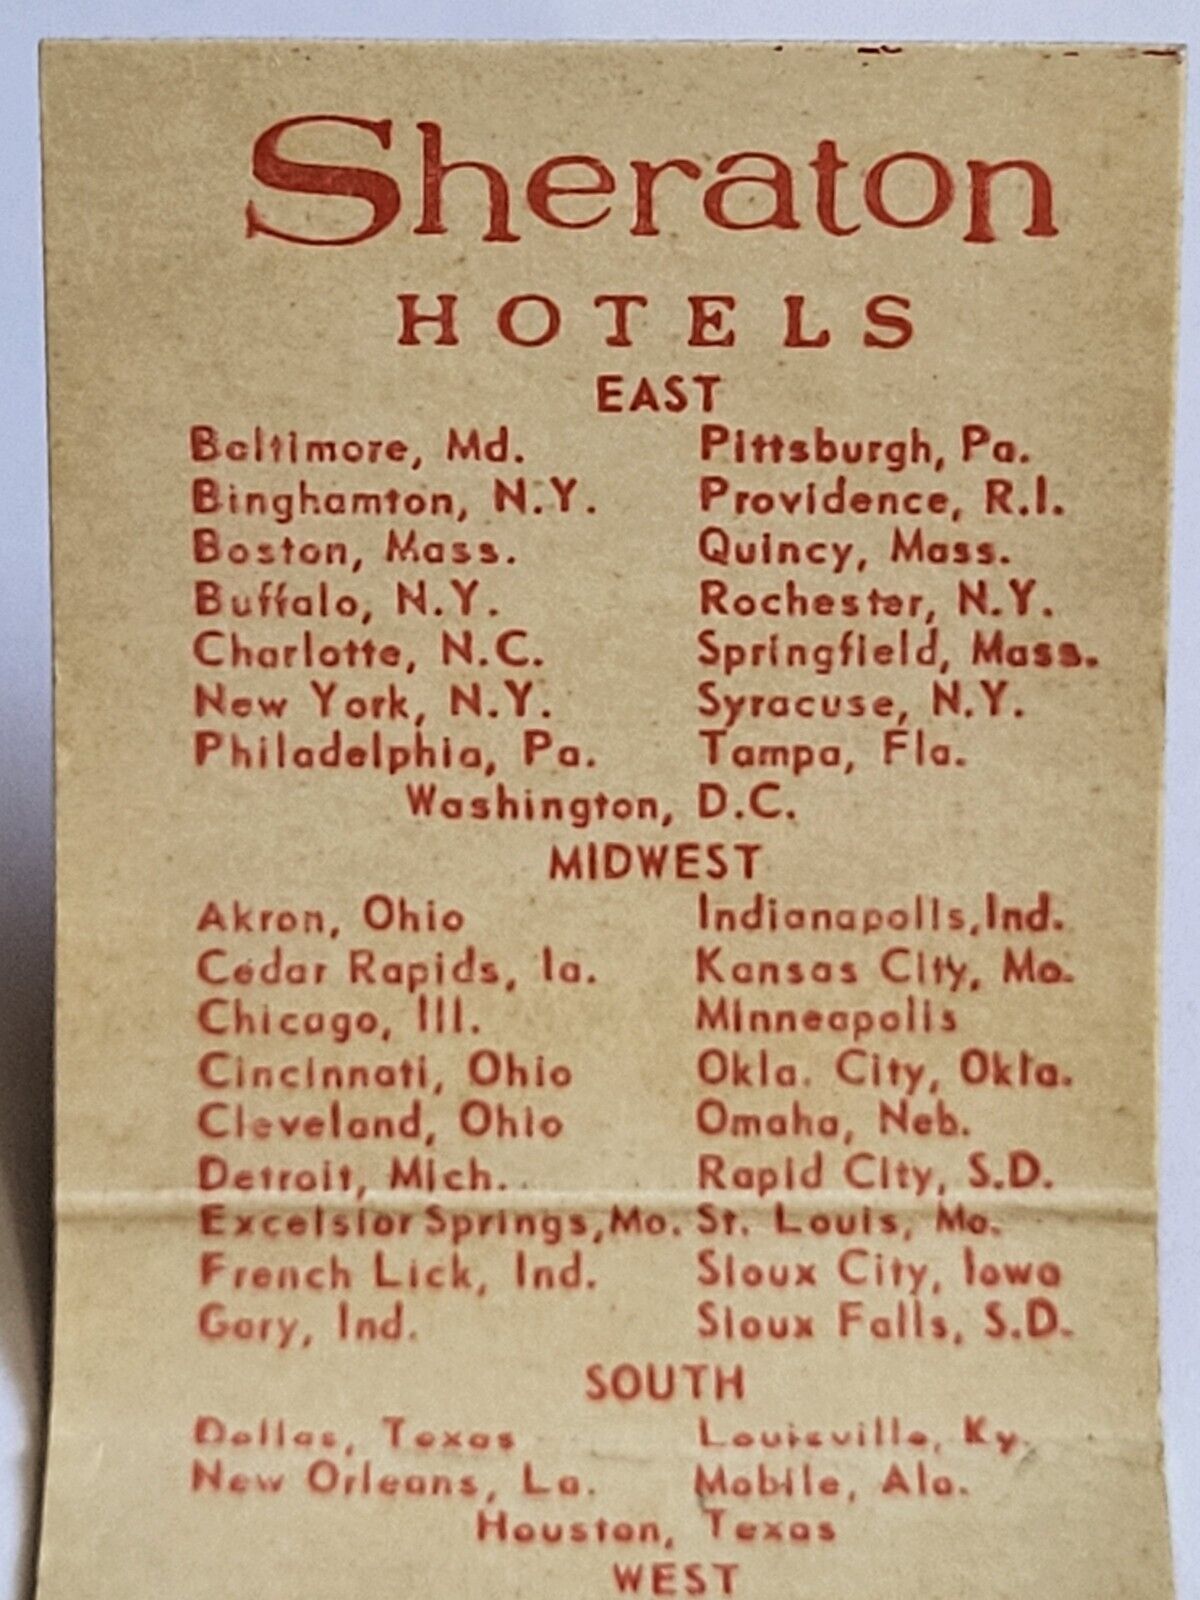 Sheraton
HOTELS
EAST
Baltimore, Md. Pittsburgh, Pa.
Binghamton, N.Y. Providence, R.I.
Boston, Mass. Quincy, Mass.
Buffalo, N.Y. Rochester, N.Y.
Charlotte, N.C. Springfield, Mass.
New York, N.Y. Syracuse, N.Y.
Philadelphia, Pa. Tampa, Fla.
Washington, D.C.
MIDWEST
Akron, Ohio Indianapolis,Ind.
Cedar Rapids, Ia. Kansas City, Mo.
Chicago, Ill. Minneapolis
Cincinnati, Ohio Okla. City, Okla.
Cleveland, Ohio Omaha, Neb.
Detroit, Mich. Rapid City, S.D.
Excelsior Springs,Mo. St. Louis, Mo.
French Lick, Ind. Sioux City, Iowa
Gary, Ind. Sioux Falls, S.D.
SOUTH
Dallas, Texas Louisville, Ky.
New Orleans, La. Mobile, Ala.
Houston, Texas
WEST